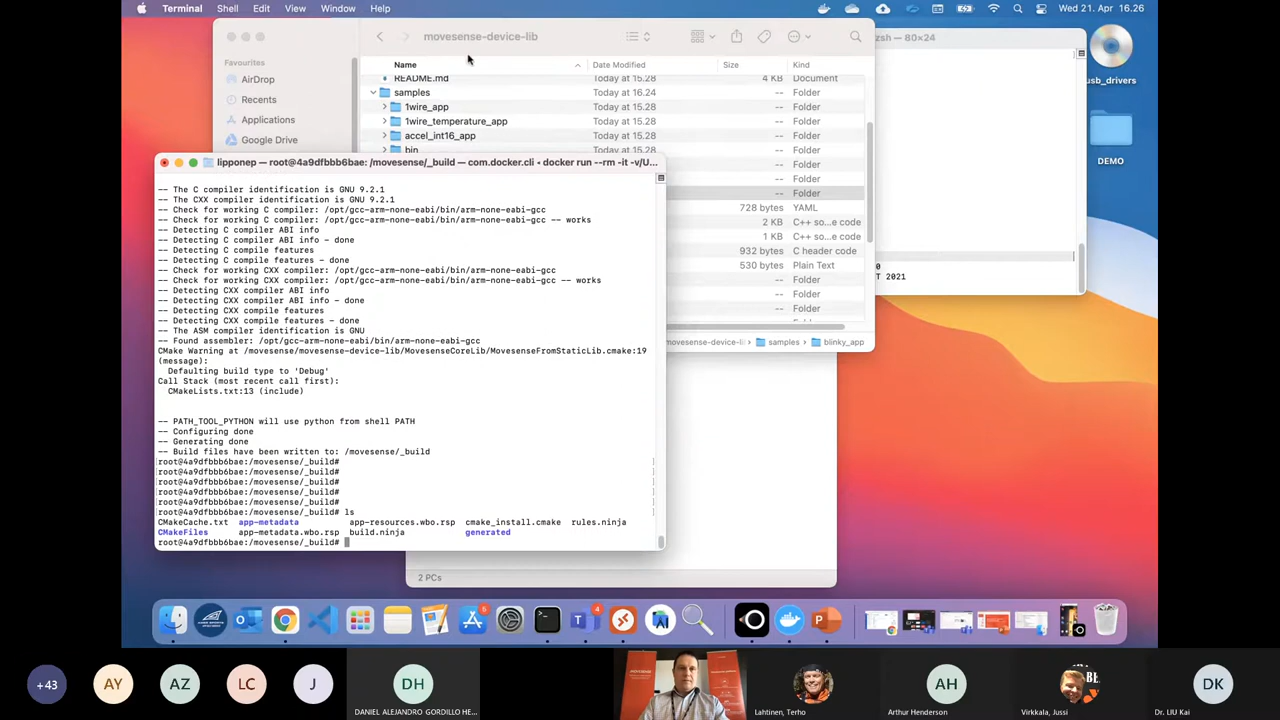 Terminal Shell Edit View Window Help
Wed 21. Apr 16.26
movesense-device-lib
zsh — 80×24
Favourites
AirDrop
Recents
Applications
Google Drive
Name Date Modified Size Kind
README.md Today at 15.28 4 KB Document
samples Today at 16.24 -- Folder
1wire_app Today at 15.28 -- Folder
1wire_temperature_app Today at 15.28 -- Folder
accel_int16_app Today at 15.28 -- Folder
bin -- Folder
-- Folder
-- Folder
-- Folder
728 bytes YAML
2 KB C++ so...e code
1 KB C++ so...e code
932 bytes C header code
530 bytes Plain Text
-- Folder
-- Folder
-- Folder
movesense-device-lib › samples › blinky_app
0
T 2021
usb_drivers
DEMO
lipponep — root@4a9dfbbb6bae: /movesense/_build — com.docker.cli ◂ docker run --rm -it -v/U...
-- The C compiler identification is GNU 9.2.1
-- The CXX compiler identification is GNU 9.2.1
-- Check for working C compiler: /opt/gcc-arm-none-eabi/bin/arm-none-eabi-gcc
-- Check for working C compiler: /opt/gcc-arm-none-eabi/bin/arm-none-eabi-gcc -- works
-- Detecting C compiler ABI info
-- Detecting C compiler ABI info - done
-- Detecting C compile features
-- Detecting C compile features - done
-- Check for working CXX compiler: /opt/gcc-arm-none-eabi/bin/arm-none-eabi-gcc
-- Check for working CXX compiler: /opt/gcc-arm-none-eabi/bin/arm-none-eabi-gcc -- works
-- Detecting CXX compiler ABI info
-- Detecting CXX compiler ABI info - done
-- Detecting CXX compile features
-- Detecting CXX compile features - done
-- The ASM compiler identification is GNU
-- Found assembler: /opt/gcc-arm-none-eabi/bin/arm-none-eabi-gcc
CMake Warning at /movesense/movesense-device-lib/MovesenseCoreLib/MovesenseFromStaticLib.cmake:19
(message):
Defaulting build type to 'Debug'
Call Stack (most recent call first):
CMakeLists.txt:13 (include)
-- PATH_TOOL_PYTHON will use python from shell PATH
-- Configuring done
-- Generating done
-- Build files have been written to: /movesense/_build
root@4a9dfbbb6bae:/movesense/_build#
root@4a9dfbbb6bae:/movesense/_build#
root@4a9dfbbb6bae:/movesense/_build#
root@4a9dfbbb6bae:/movesense/_build#
root@4a9dfbbb6bae:/movesense/_build#
root@4a9dfbbb6bae:/movesense/_build# ls
CMakeCache.txt app-metadata app-resources.wbo.rsp cmake_install.cmake rules.ninja
CMakeFiles app-metadata.wbo.rsp build.ninja generated
root@4a9dfbbb6bae:/movesense/_build#
2 PCs
6
4
+43
AY
AZ
LC
J
DH
DANIEL ALEJANDRO GORDILLO HE...
Lahtinen, Terho
AH
Arthur Henderson
Virkkala, Jussi
DK
Dr. LIU Kai